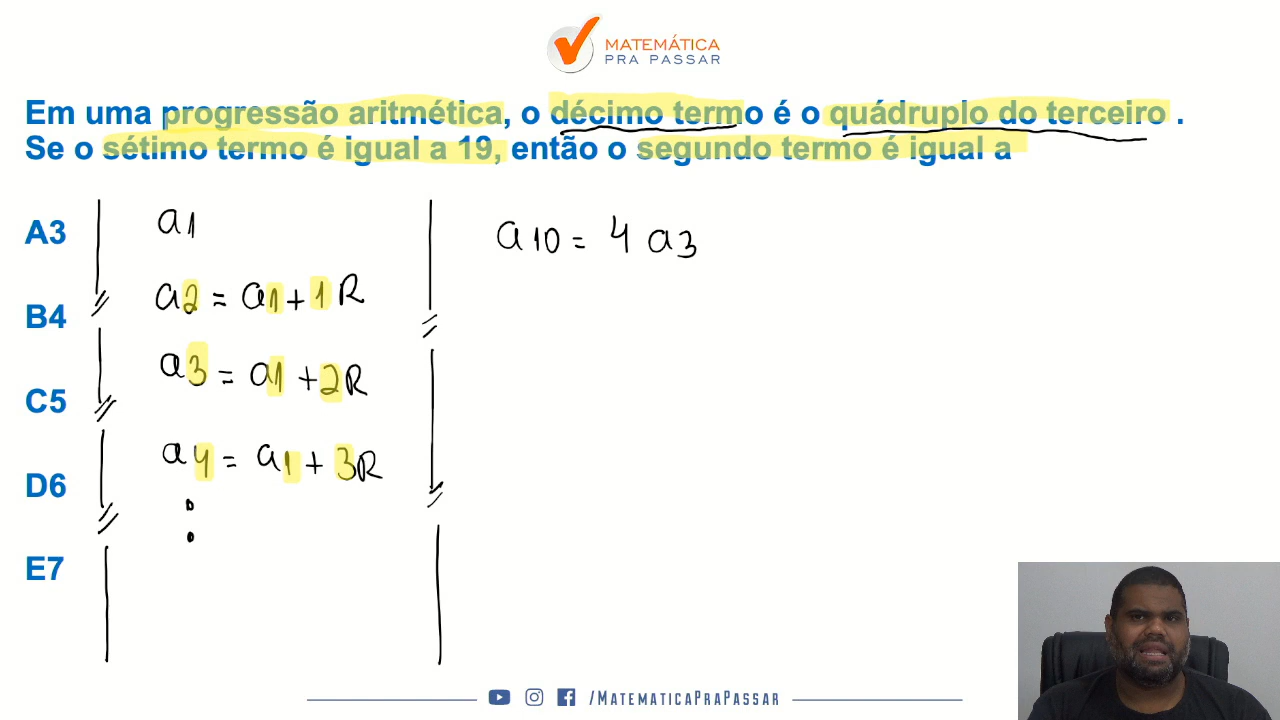 MATEMÁTICA
PRA PASSAR
Em uma progressão aritmética, o décimo termo é o quádruplo do terceiro .
Se o sétimo termo é igual a 19, então o segundo termo é igual a
A3
B4
C5
D6
E7
a1
a2 = a1 + 1R
a3 = a1 + 2R
a4 = a1 + 3R
a10 = 4 a3
/MATEMATICAPRAPASSAR